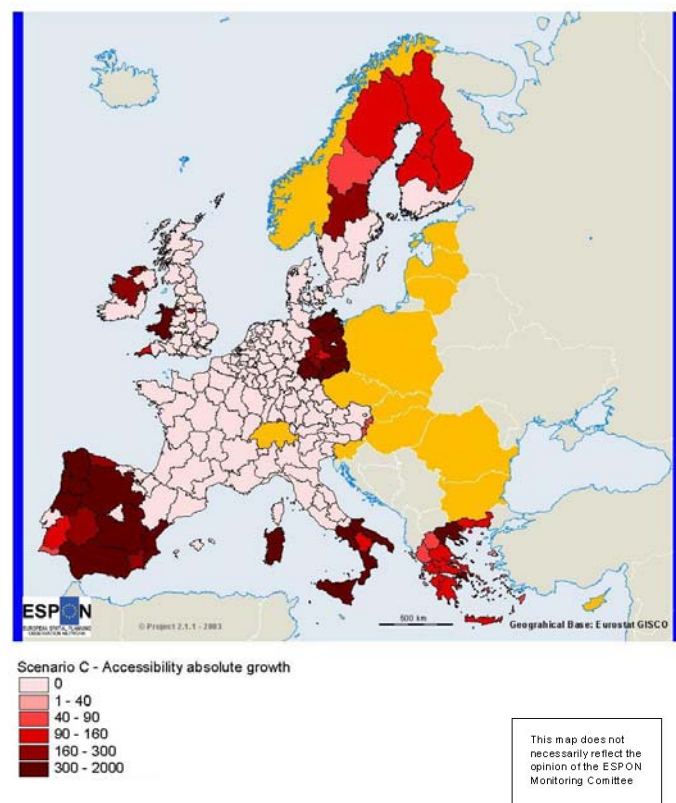 ESPON
EUROPEAN SPATIAL PLANNING
OBSERVATION NETWORK
© Project 2.1.1 - 2003
500 km
Geograhical Base: Eurostat GISCO
Scenario C - Accessibility absolute growth
0
1 - 40
40 - 90
90 - 160
160 - 300
300 - 2000
This map does not
necessarily reflect the
opinion of the ESPON
Monitoring Comittee